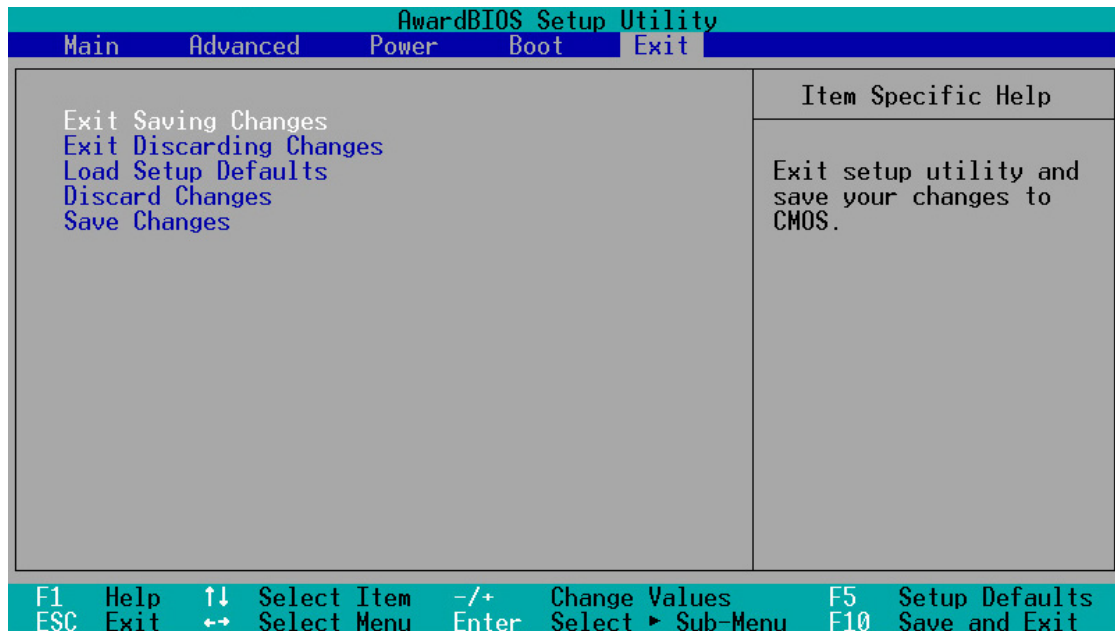 AwardBIOS Setup Utility
Main Advanced Power Boot Exit
Item Specific Help
Exit Saving Changes
Exit Discarding Changes
Load Setup Defaults
Discard Changes
Save Changes
Exit setup utility and
save your changes to
CMOS.
F1 Help ↑↓ Select Item -/+ Change Values F5 Setup Defaults
ESC Exit ←→ Select Menu Enter Select ► Sub-Menu F10 Save and Exit